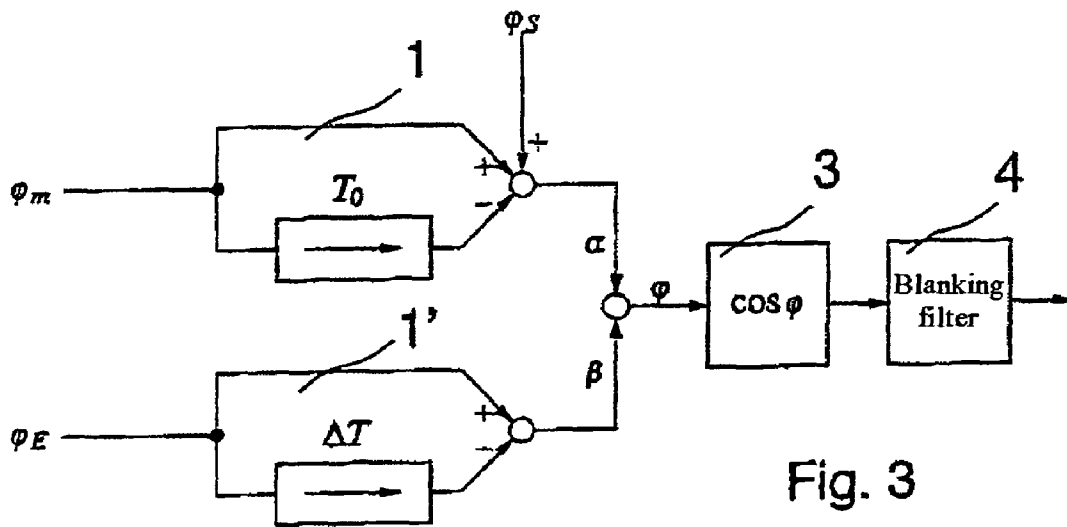 φS
1
+
φm
+
T0
-
3
4
α
φ
cos φ
Blanking
filter
1'
β
+
φE
ΔT
-
Fig. 3